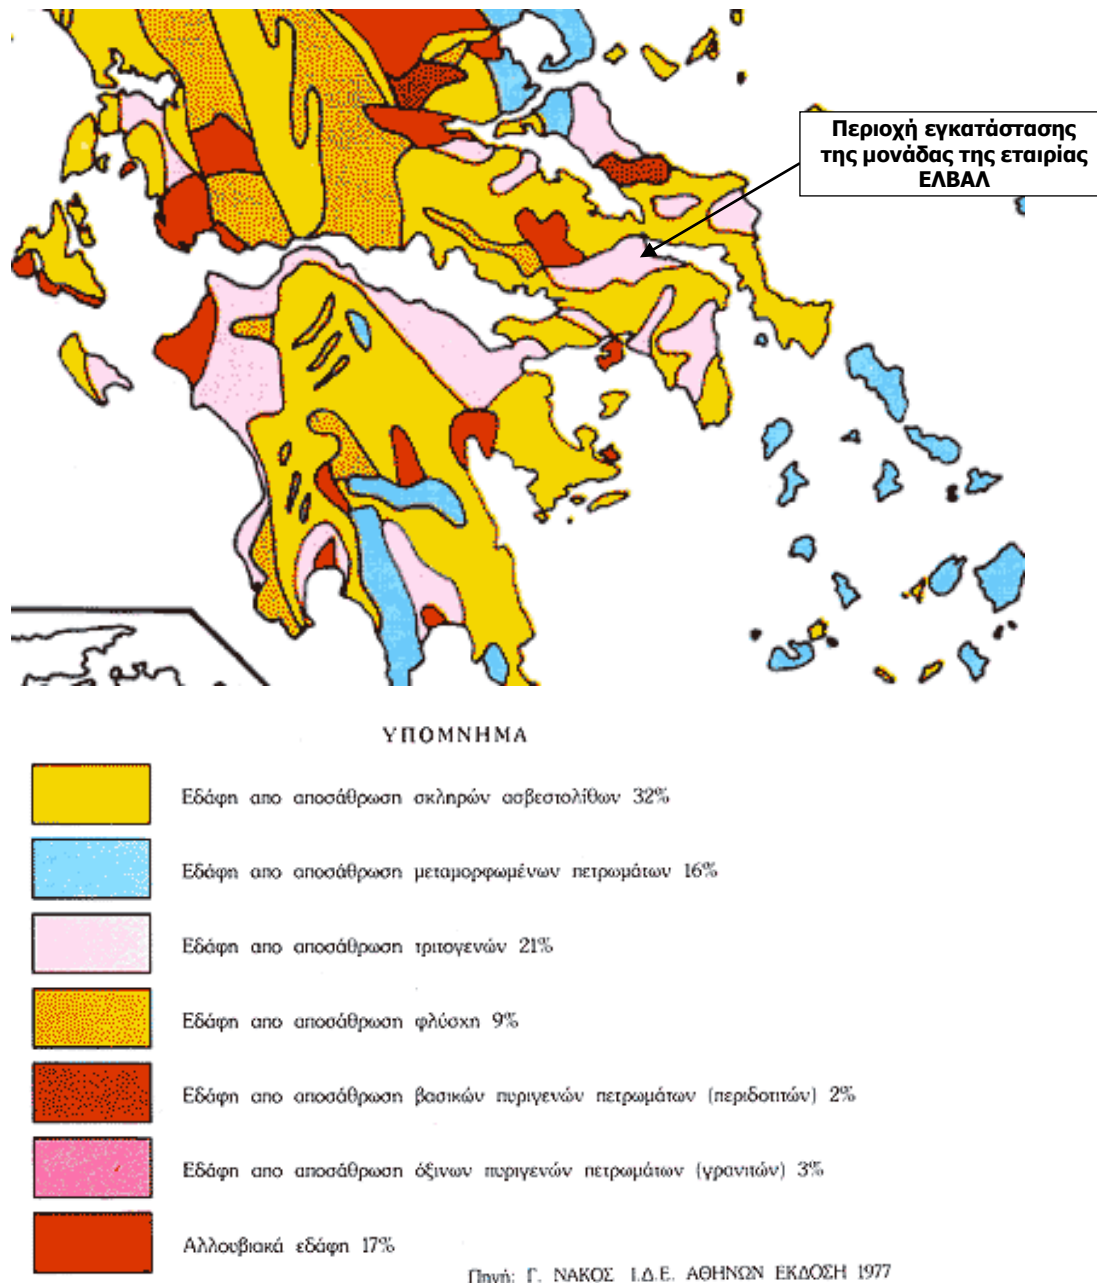 Περιοχή εγκατάστασης
της μονάδας της εταιρίας
ΕΛΒΑΛ
ΥΠΟΜΝΗΜΑ
Εδάφη απο αποσάθρωση σκληρών ασβεστολίθων 32%
Εδάφη απο αποσάθρωση μεταμορφωμένων πετρωμάτων 16%
Εδάφη απο αποσάθρωση τριτογενών 21%
Εδάφη απο αποσάθρωση φλύσχη 9%
Εδάφη απο αποσάθρωση βασικών πυριγενών πετρωμάτων (περιδοτιτών) 2%
Εδάφη απο αποσάθρωση όξινων πυριγενών πετρωμάτων (γρανιτών) 3%
Αλλουβιακά εδάφη 17%
Πηγή: Γ. ΝΑΚΟΣ Ι.Δ.Ε. ΑΘΗΝΩΝ ΕΚΔΟΣΗ 1977